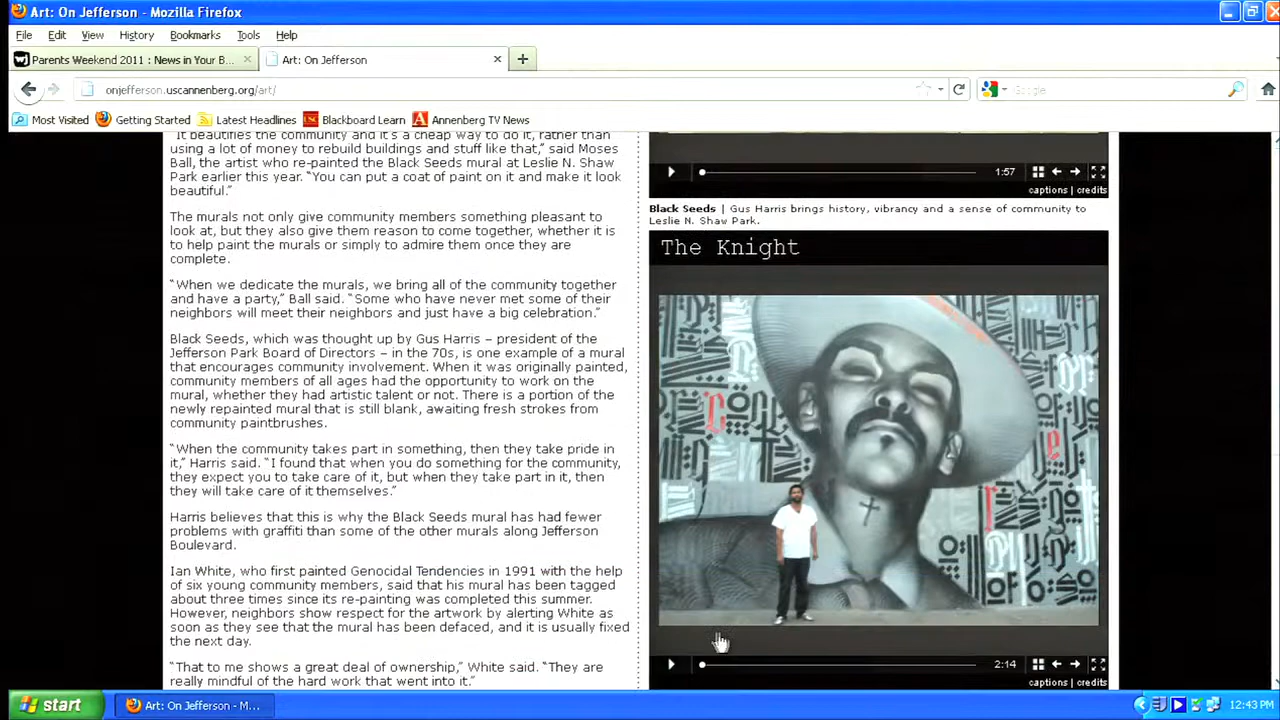 Art: On Jefferson - Mozilla Firefox
File Edit View History Bookmarks Tools Help
Parents Weekend 2011 : News in Your B... Art: On Jefferson
onjefferson.uscannenberg.org/art/ Google
Most Visited Getting Started Latest Headlines Blackboard Learn Annenberg TV News
"It beautifies the community and it's a cheap way to do it, rather than
using a lot of money to rebuild buildings and stuff like that," said Moses
Ball, the artist who re-painted the Black Seeds mural at Leslie N. Shaw
Park earlier this year. "You can put a coat of paint on it and make it look
beautiful."
The murals not only give community members something pleasant to
look at, but they also give them reason to come together, whether it is
to help paint the murals or simply to admire them once they are
complete.
"When we dedicate the murals, we bring all of the community together
and have a party," Ball said. "Some who have never met some of their
neighbors will meet their neighbors and just have a big celebration."
Black Seeds, which was thought up by Gus Harris – president of the
Jefferson Park Board of Directors – in the 70s, is one example of a mural
that encourages community involvement. When it was originally painted,
community members of all ages had the opportunity to work on the
mural, whether they had artistic talent or not. There is a portion of the
newly repainted mural that is still blank, awaiting fresh strokes from
community paintbrushes.
"When the community takes part in something, then they take pride in
it," Harris said. "I found that when you do something for the community,
they expect you to take care of it, but when they take part in it, then
they will take care of it themselves."
Harris believes that this is why the Black Seeds mural has had fewer
problems with graffiti than some of the other murals along Jefferson
Boulevard.
Ian White, who first painted Genocidal Tendencies in 1991 with the help
of six young community members, said that his mural has been tagged
about three times since its re-painting was completed this summer.
However, neighbors show respect for the artwork by alerting White as
soon as they see that the mural has been defaced, and it is usually fixed
the next day.
"That to me shows a great deal of ownership," White said. "They are
really mindful of the hard work that went into it."
1:57
captions | credits
Black Seeds | Gus Harris brings history, vibrancy and a sense of community to
Leslie N. Shaw Park.
The Knight
2:14
captions | credits
start Art: On Jefferson - M... 12:43 PM